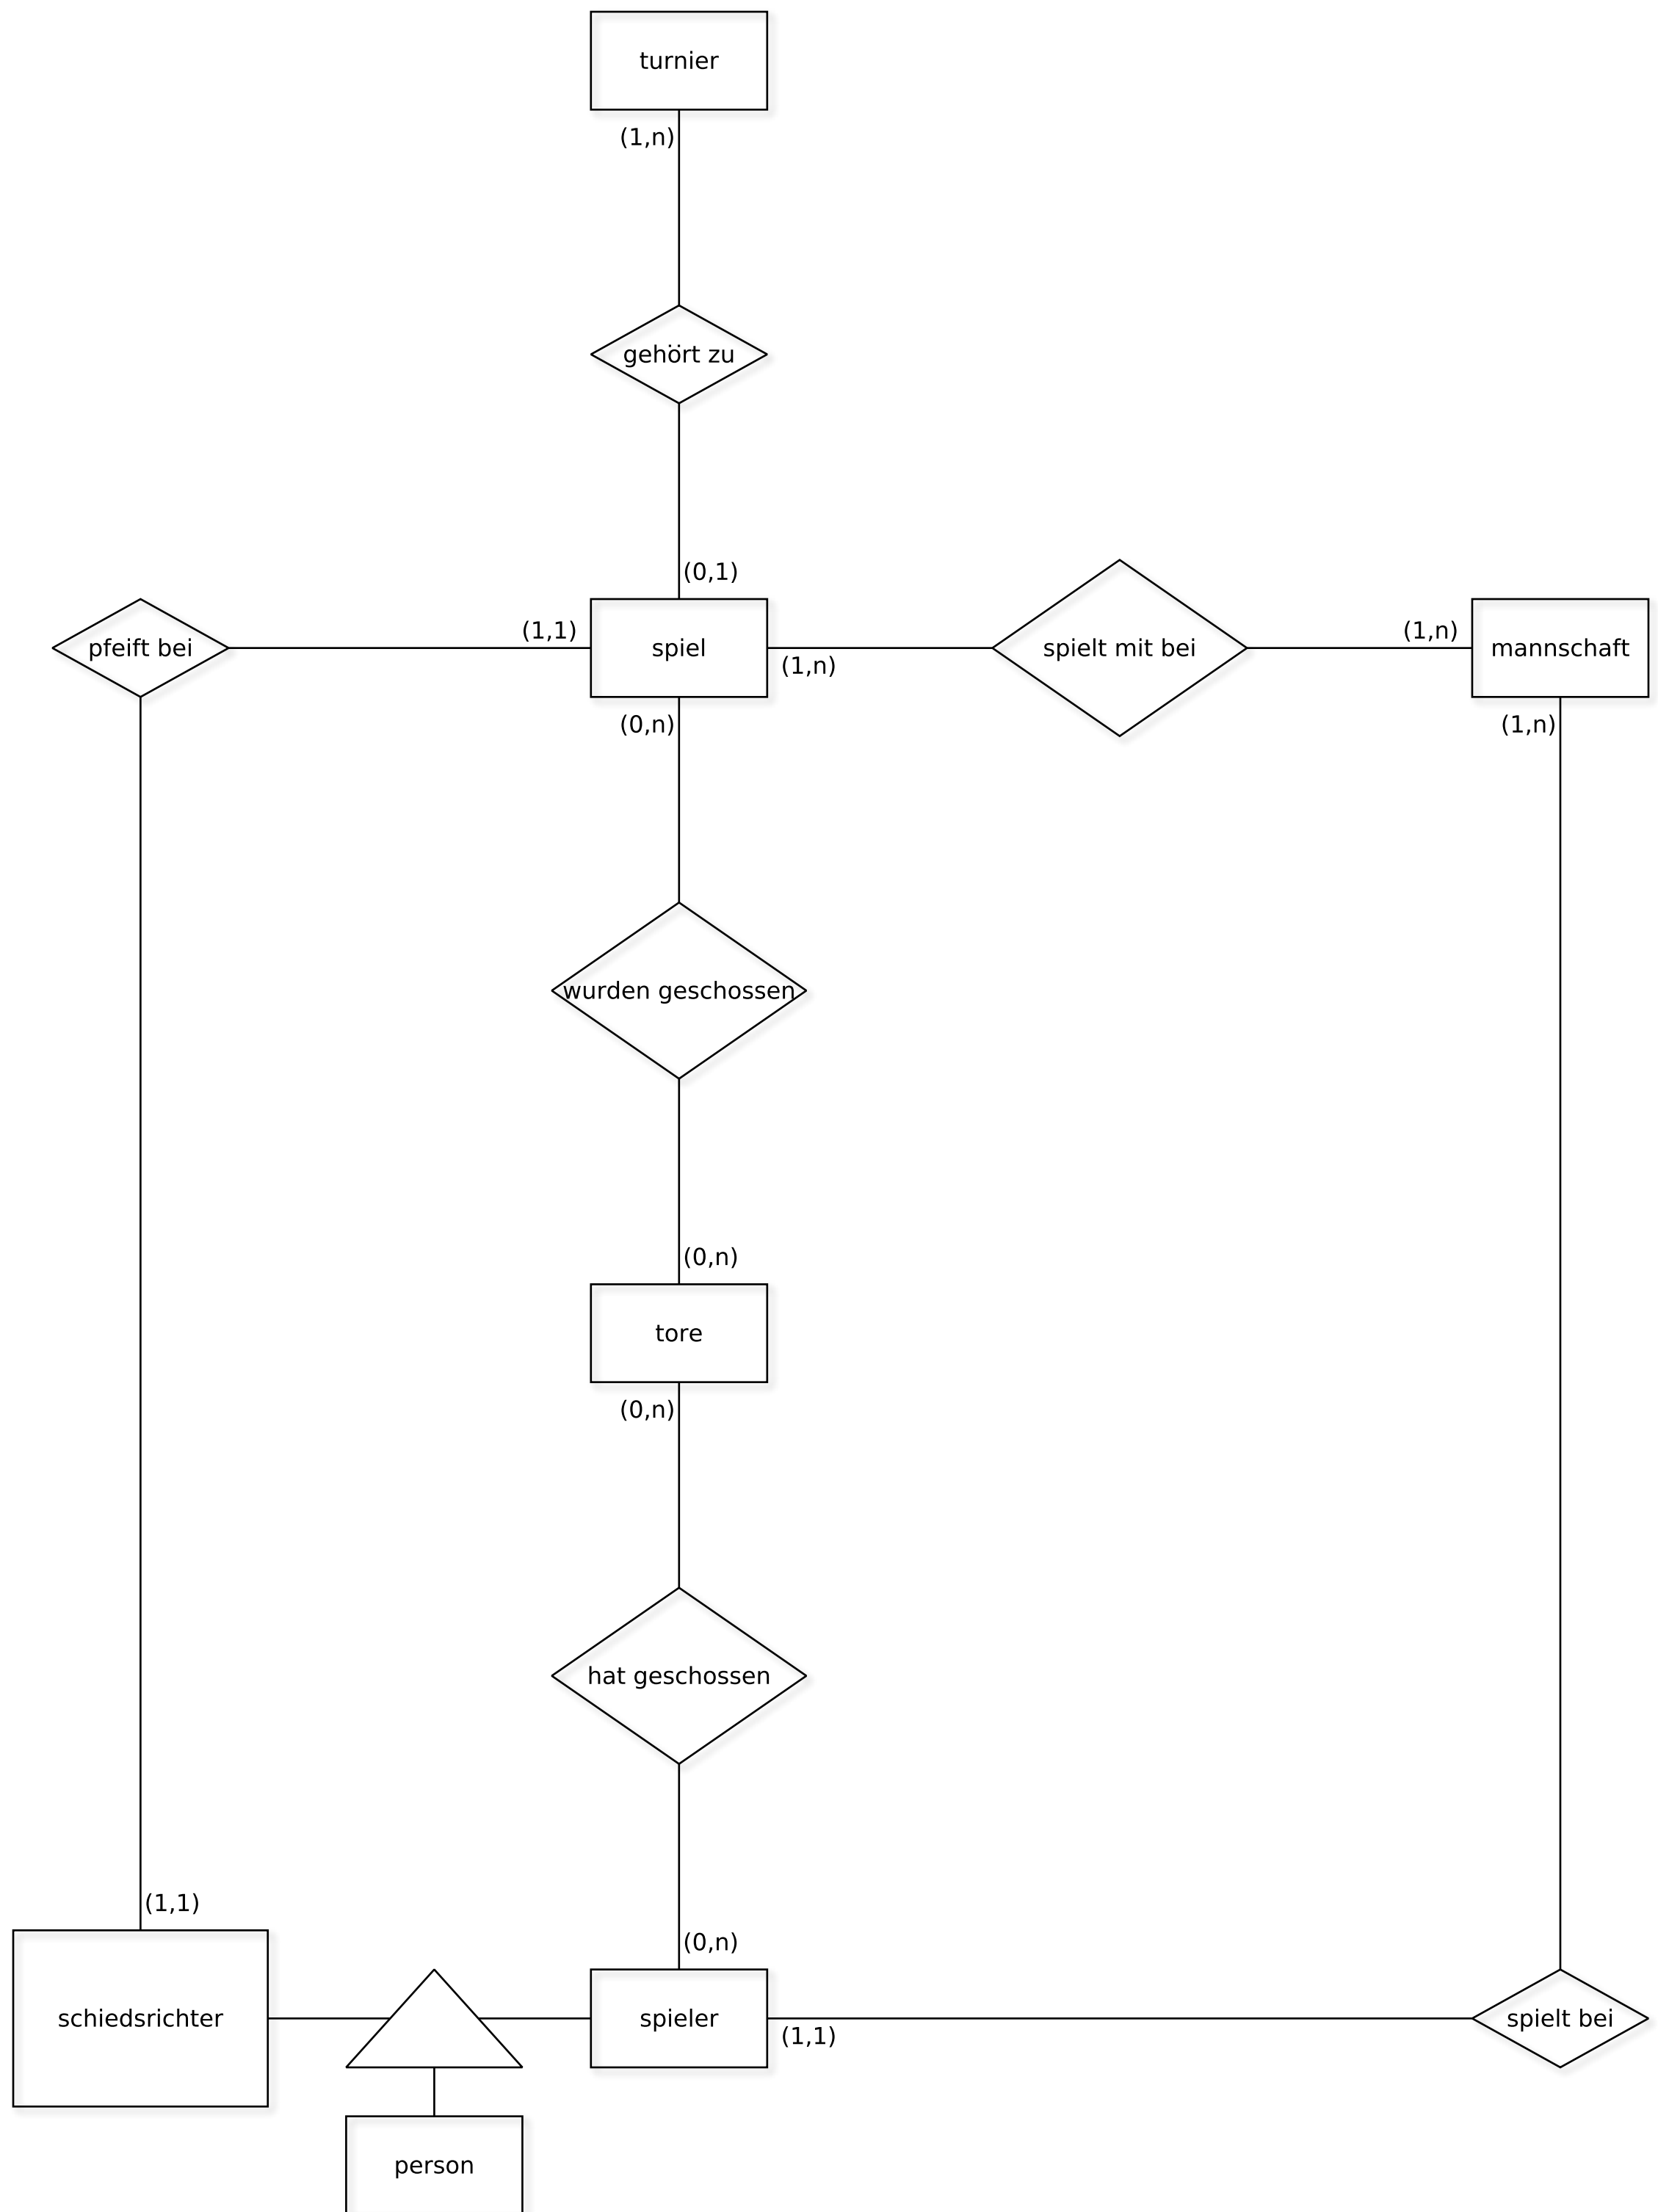 turnier
(1,n)
gehört zu
(0,1)
pfeift bei
(1,1)
spiel
(1,n)
spielt mit bei
(1,n)
mannschaft
(0,n)
(1,n)
wurden geschossen
(0,n)
tore
(0,n)
hat geschossen
(1,1)
(0,n)
schiedsrichter
spieler
(1,1)
spielt bei
person